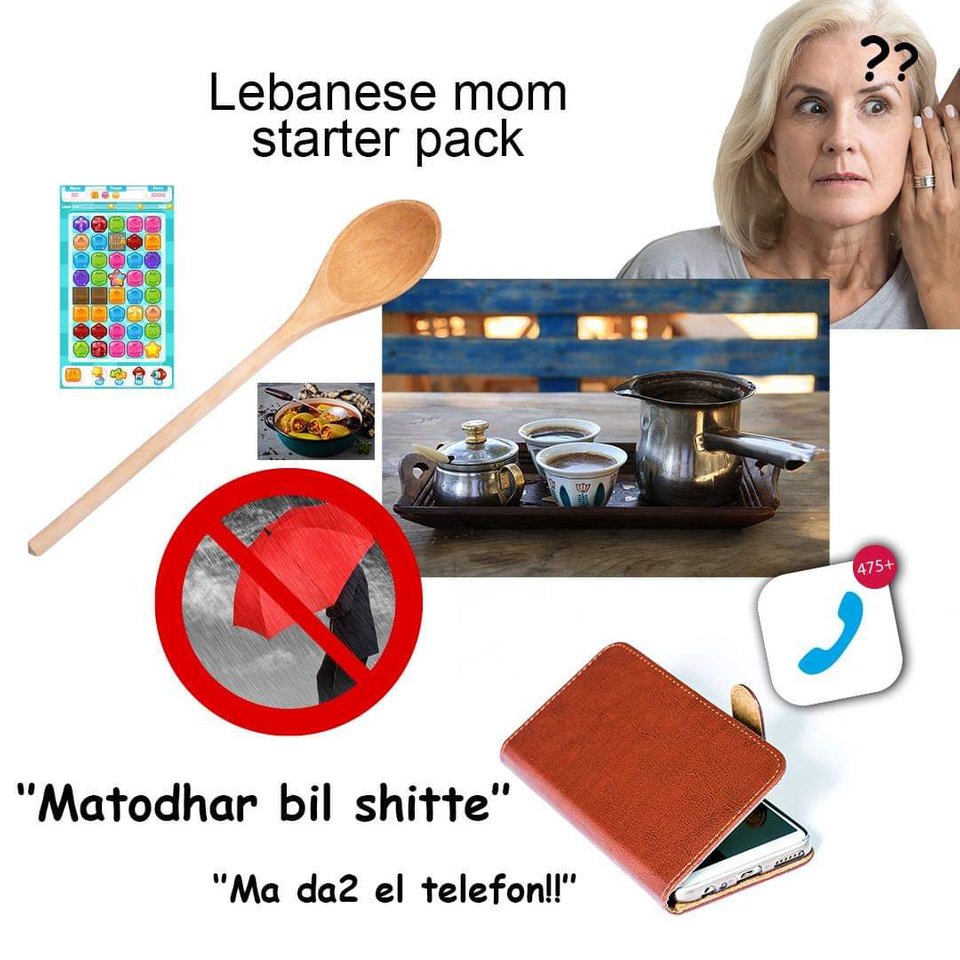 Lebanese mom
starter pack
??
475+
"Matodhar bil shitte"
"Ma da2 el telefon!!"